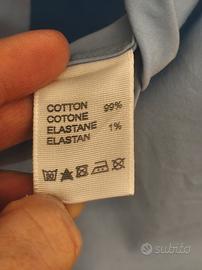 COTTON 99%
COTONE
ELASTANE 1%
ELASTAN
subito